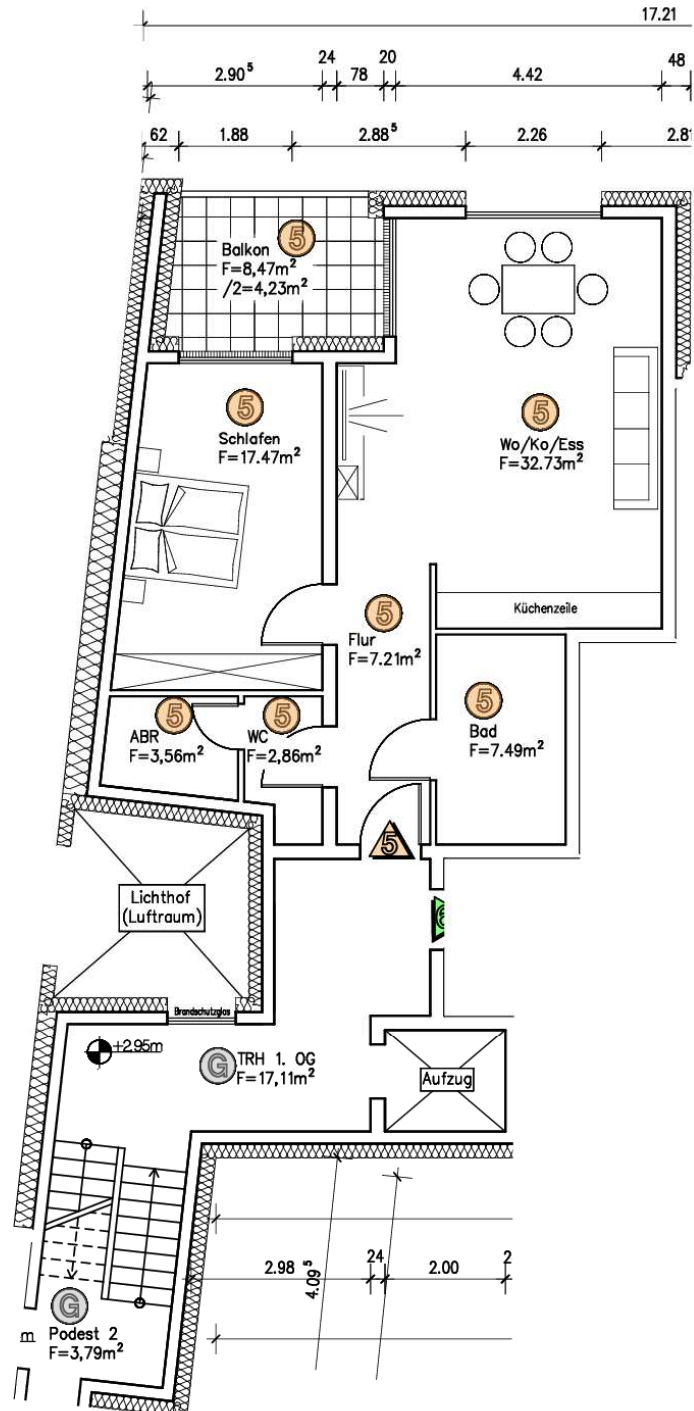 17.21
24 20
2.90⁵ 78 4.42 48
62 1.88 2.88⁵ 2.26
5
Balkon
F=8,47m²
/2=4,23m²
5
Schlafen
F=17.47m²
5
Wo/Ko/Ess
F=32.73m²
Küchenzeile
5
Flur
F=7.21m²
5
ABR
F=3,56m²
5
WC
F=2,86m²
5
Bad
F=7.49m²
5
Lichthof
(Luftraum)
Brandschutzglas
+2,95m
G
TRH 1. OG
F=17,11m²
Aufzug
2.98 4.09⁵ 24 2.00 2
G
m Podest 2
F=3,79m²